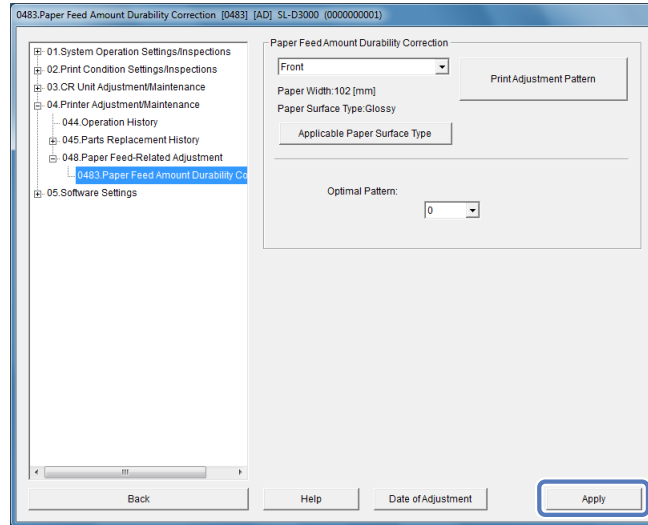 0483.Paper Feed Amount Durability Correction [0483] [AD] SL-D3000 (0000000001)
01.System Operation Settings/Inspections
02.Print Condition Settings/Inspections
03.CR Unit Adjustment/Maintenance
04.Printer Adjustment/Maintenance
044.Operation History
045.Parts Replacement History
048.Paper Feed-Related Adjustment
0483.Paper Feed Amount Durability Co
05.Software Settings
Paper Feed Amount Durability Correction
Front
Print Adjustment Pattern
Paper Width:102 [mm]
Paper Surface Type:Glossy
Applicable Paper Surface Type
Optimal Pattern:
0
Back
Help
Date of Adjustment
Apply